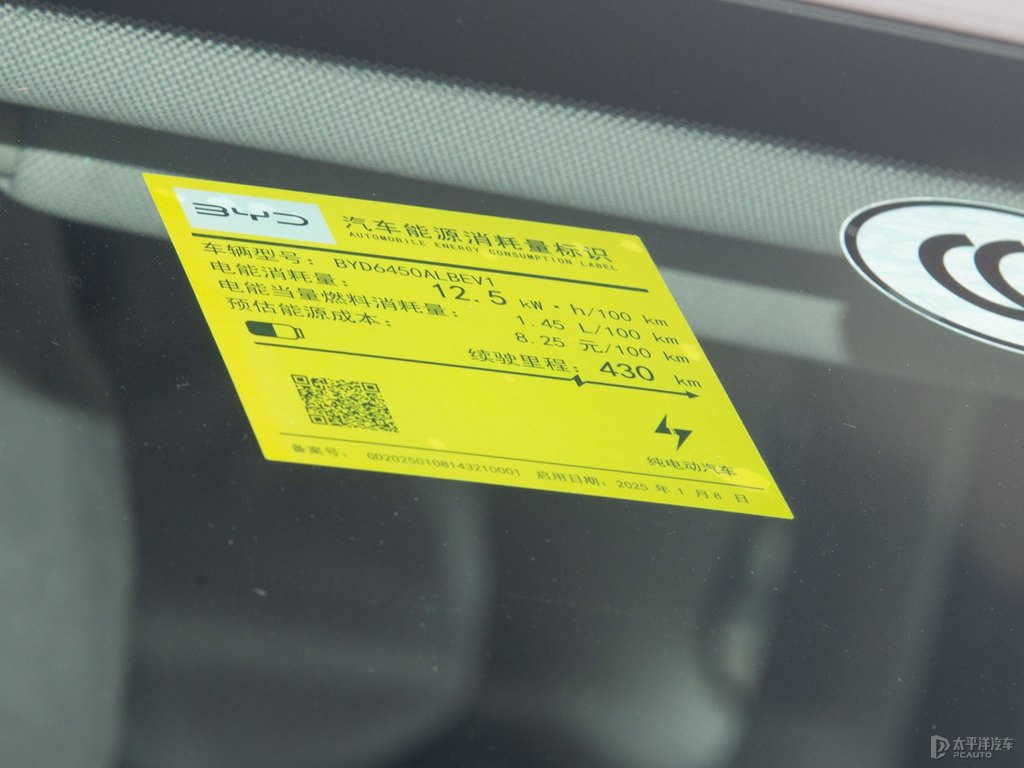 BYD
汽车能源消耗量标识
AUTOMOBILE ENERGY CONSUMPTION LABEL
车辆型号: BYD6450ALBEV1
电能消耗量: 12.5 kW·h/100 km
电能当量燃料消耗量: 1.45 L/100 km
预估能源成本: 8.25 元/100 km
续驶里程: 430 km
纯电动汽车
备案号: GD20250108143210001 启用日期: 2025 年 1 月 8 日
太平洋汽车
PCAUTO